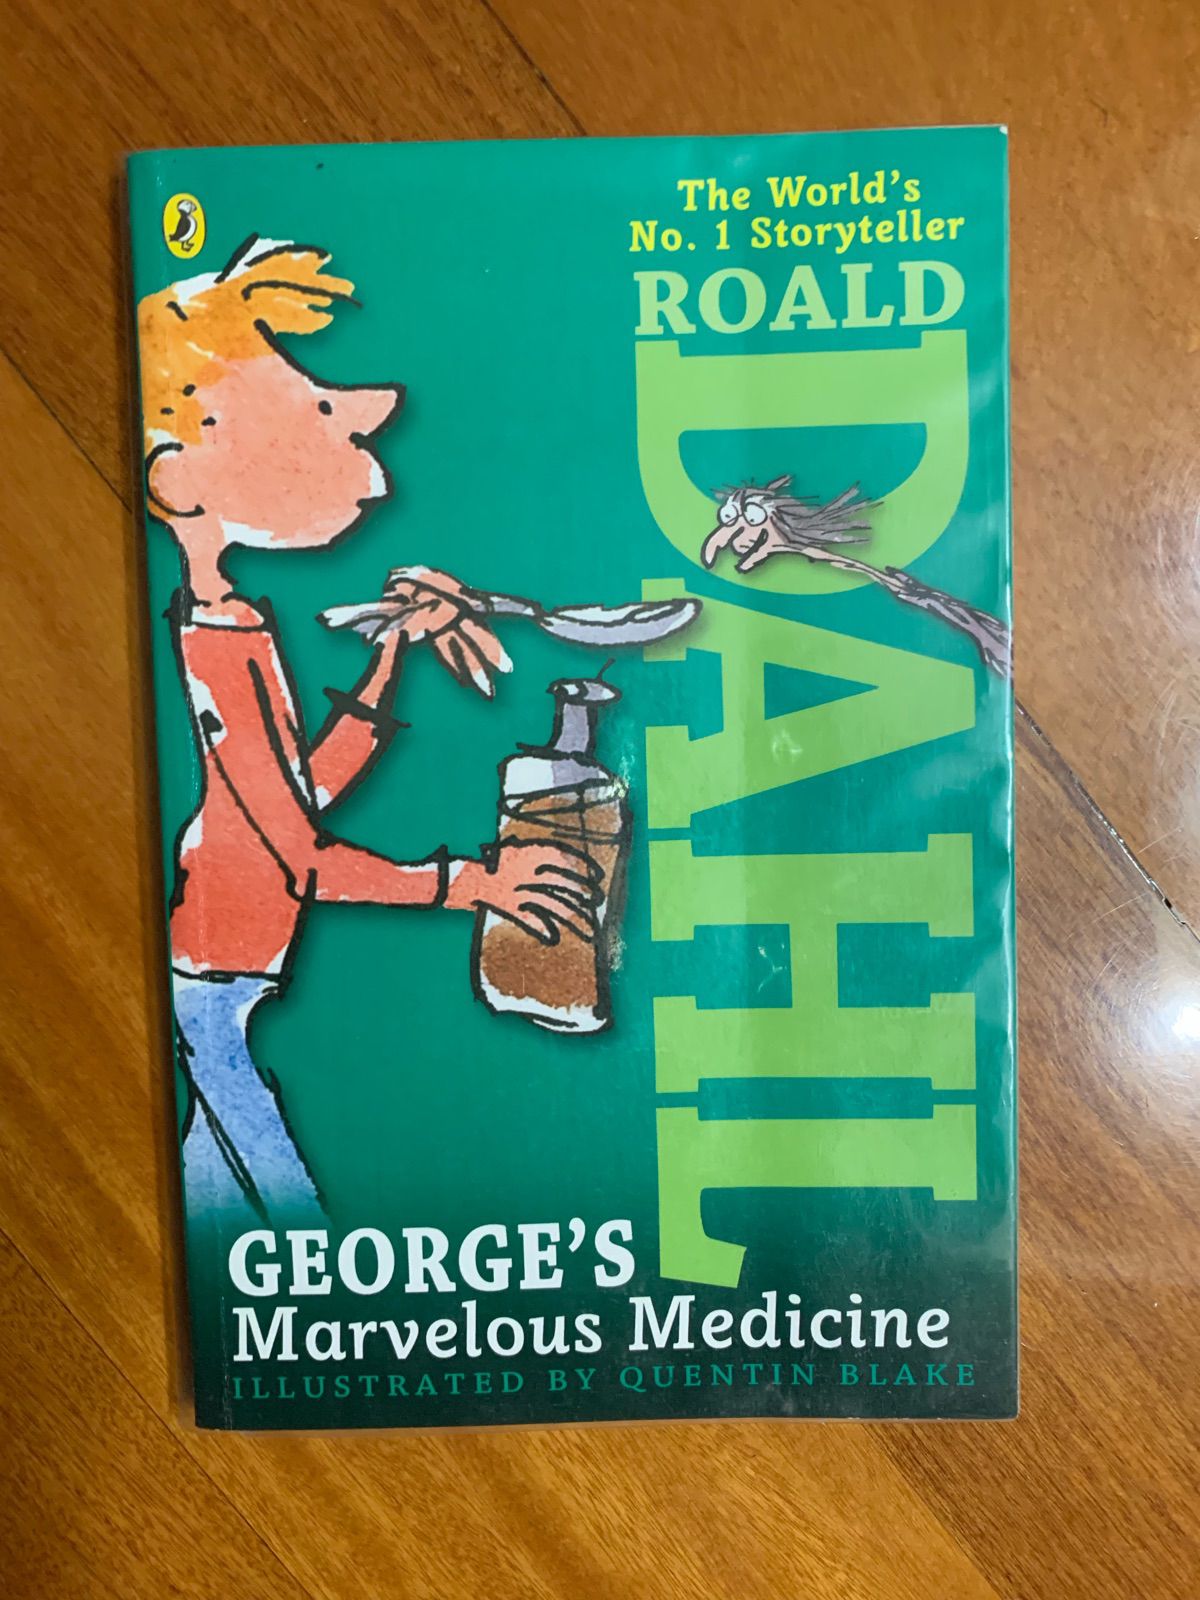 The World's
No. 1 Storyteller
ROALD
DAHL
GEORGE'S
Marvelous Medicine
ILLUSTRATED BY QUENTIN BLAKE